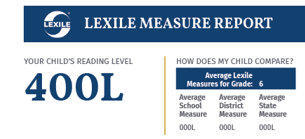 LEXILE
LEXILE MEASURE REPORT
YOUR CHILD'S READING LEVEL
400L
HOW DOES MY CHILD COMPARE?
Average Lexile
Measures for Grade: 6
Average School Measure
Average District Measure
Average State Measure
000L 000L 000L